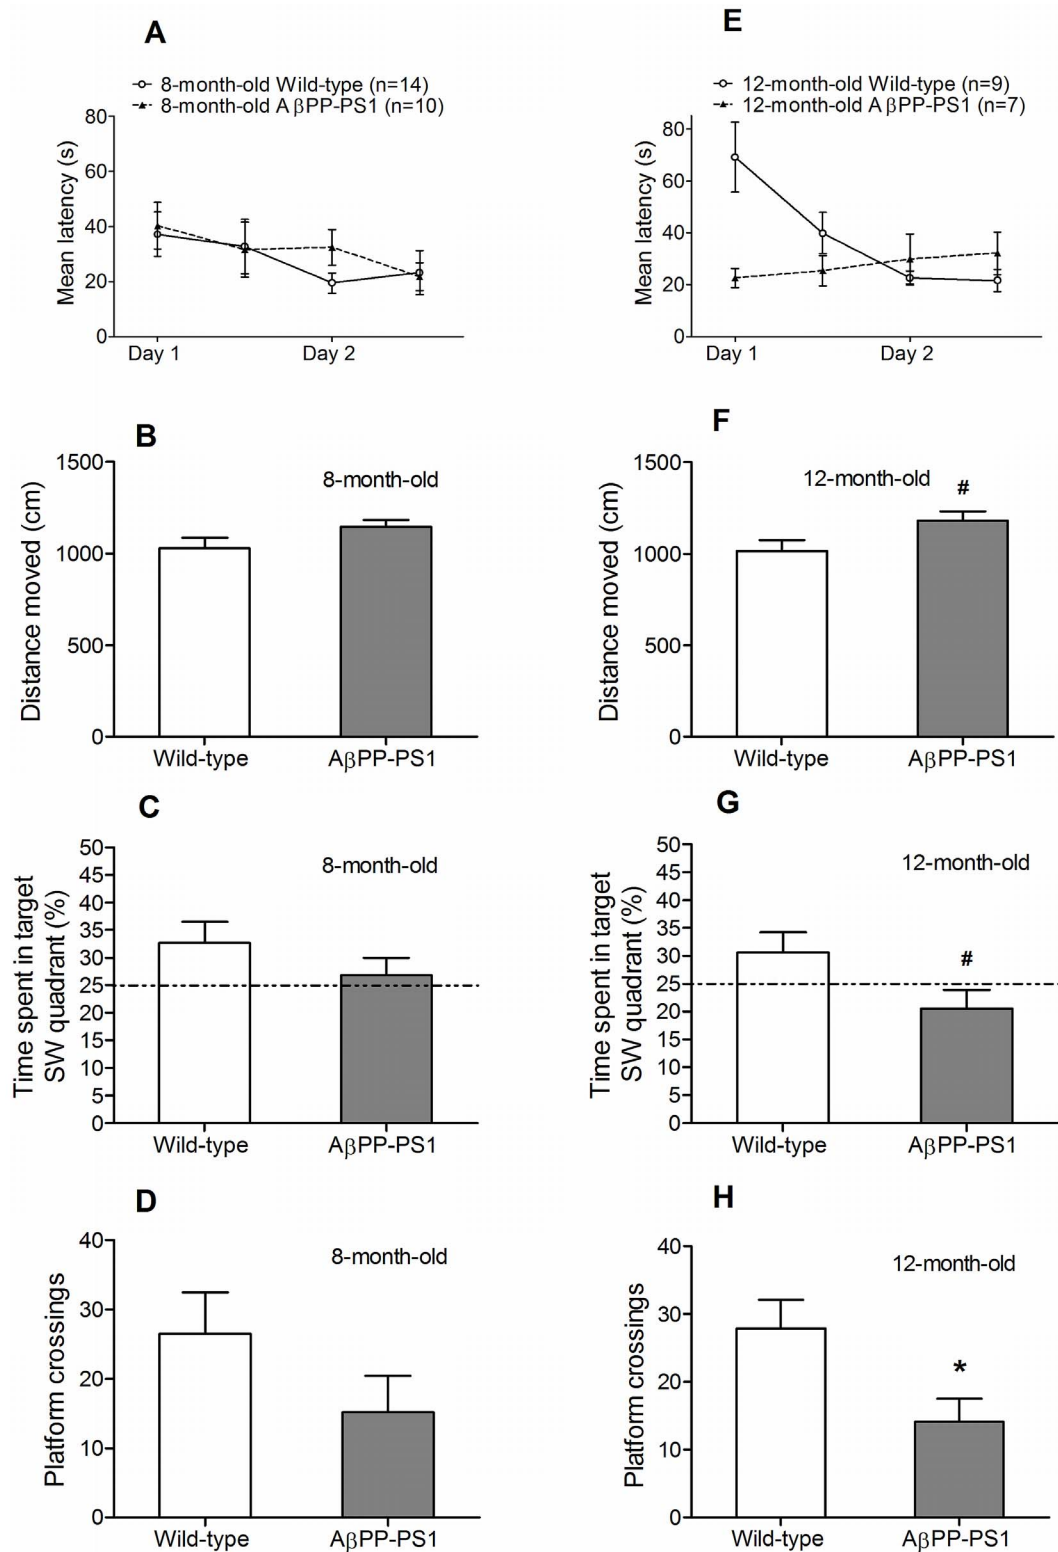 A
8-month-old Wild-type (n=14)
8-month-old AβPP-PS1 (n=10)
Mean latency (s)
80
60
40
20
0
Day 1
Day 2
E
12-month-old Wild-type (n=9)
12-month-old AβPP-PS1 (n=7)
Mean latency (s)
80
60
40
20
0
Day 1
Day 2
B
8-month-old
Distance moved (cm)
1500
1000
500
0
Wild-type
AβPP-PS1
F
12-month-old
#
Distance moved (cm)
1500
1000
500
0
Wild-type
AβPP-PS1
C
8-month-old
Time spent in target
SW quadrant (%)
50
45
40
35
30
25
20
15
10
5
0
Wild-type
AβPP-PS1
G
12-month-old
#
Time spent in target
SW quadrant (%)
50
45
40
35
30
25
20
15
10
5
0
Wild-type
AβPP-PS1
D
8-month-old
Platform crossings
40
30
20
10
0
Wild-type
AβPP-PS1
H
12-month-old
*
Platform crossings
40
30
20
10
0
Wild-type
AβPP-PS1